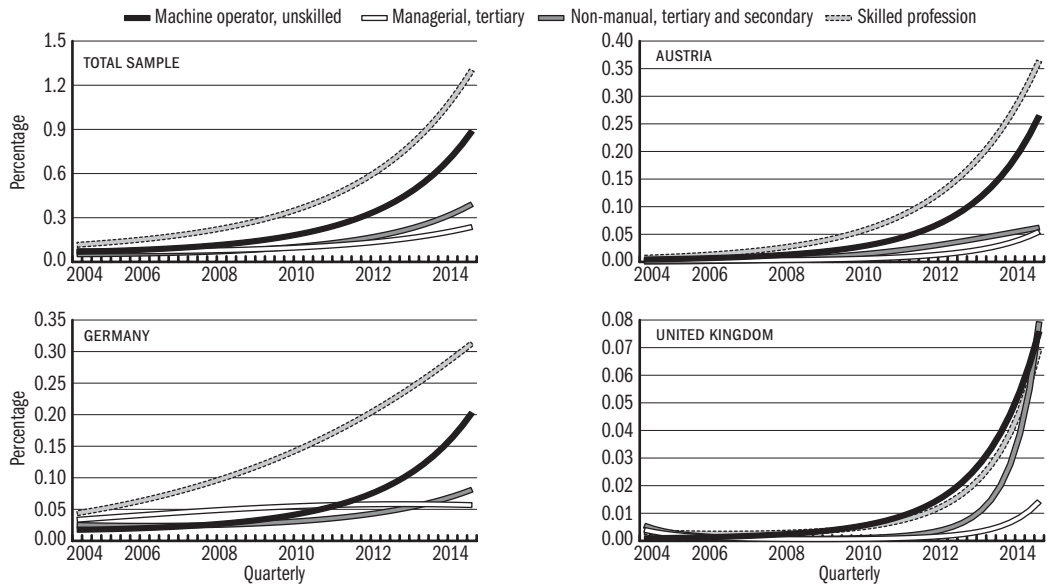 Machine operator, unskilled Managerial, tertiary Non-manual, tertiary and secondary Skilled profession
TOTAL SAMPLE
Percentage
1.5
1.2
0.9
0.6
0.3
0.0
2004 2006 2008 2010 2012 2014
AUSTRIA
0.40
0.35
0.30
0.25
0.20
0.15
0.10
0.05
0.00
2004 2006 2008 2010 2012 2014
GERMANY
Percentage
0.35
0.30
0.25
0.20
0.15
0.10
0.05
0.00
2004 2006 2008 2010 2012 2014
Quarterly
UNITED KINGDOM
0.08
0.07
0.06
0.05
0.04
0.03
0.02
0.01
0.00
2004 2006 2008 2010 2012 2014
Quarterly